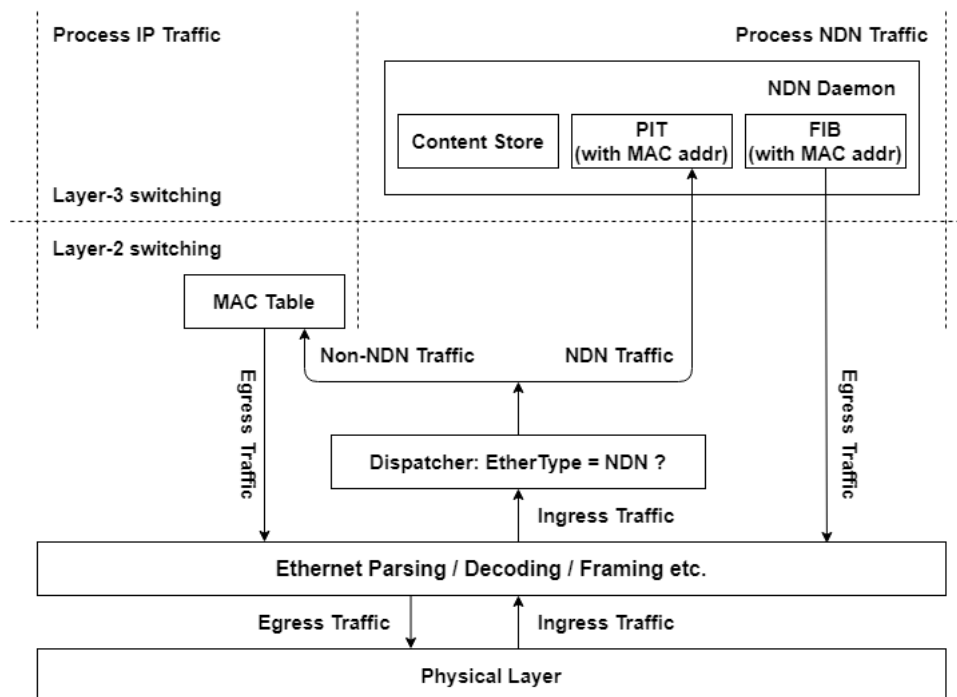 Process IP Traffic
Process NDN Traffic
NDN Daemon
Content Store
PIT
(with MAC addr)
FIB
(with MAC addr)
Layer-3 switching
Layer-2 switching
MAC Table
Non-NDN Traffic
NDN Traffic
Egress Traffic
Egress Traffic
Dispatcher: EtherType = NDN ?
Ingress Traffic
Ethernet Parsing / Decoding / Framing etc.
Egress Traffic
Ingress Traffic
Physical Layer